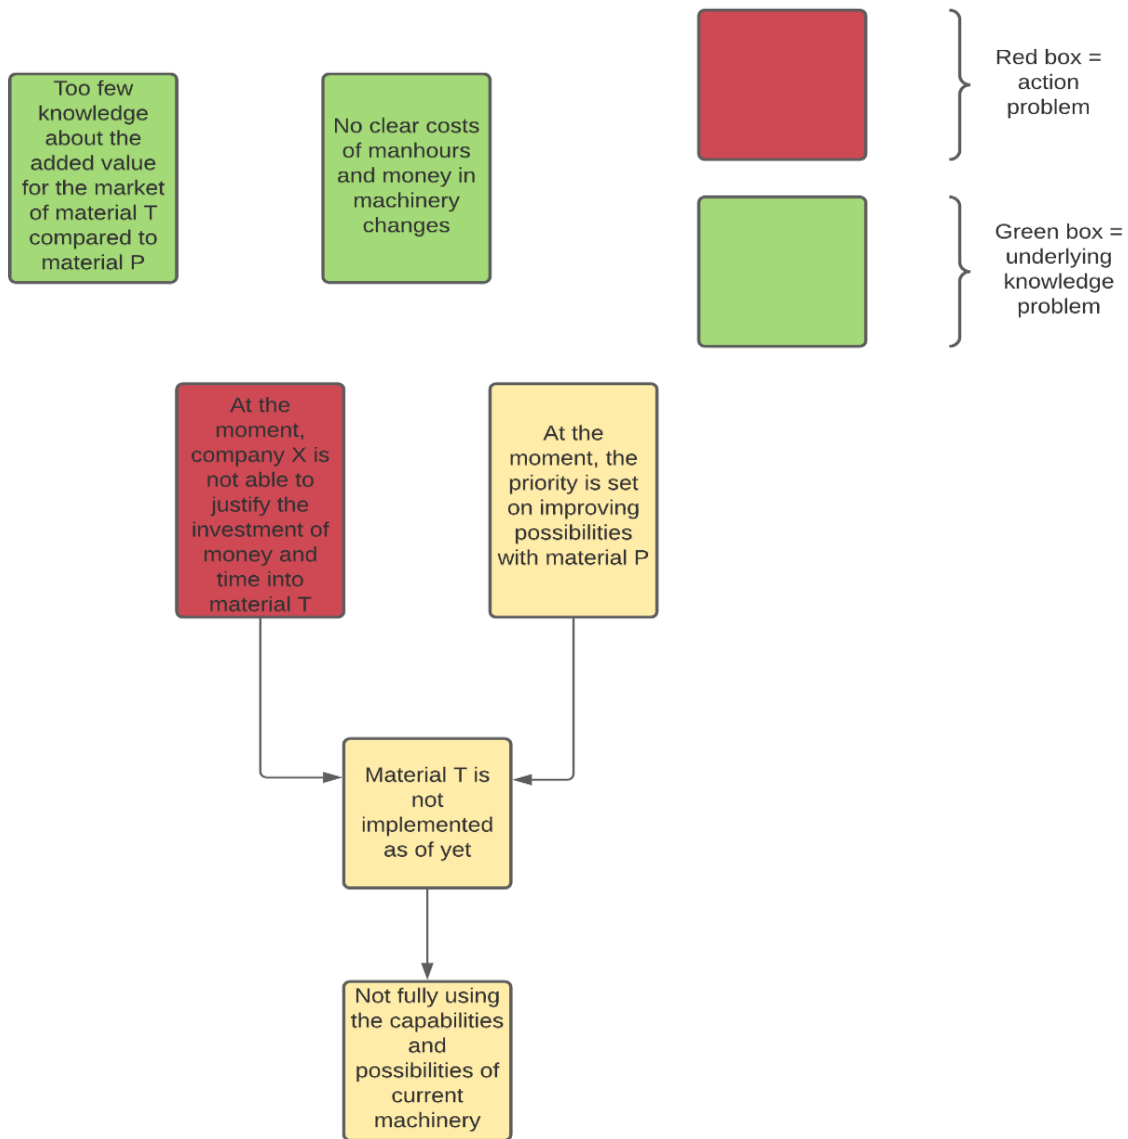 Too few
knowledge
about the
added value
for the market
of material T
compared to
material P
No clear costs
of manhours
and money in
machinery
changes
Red box =
action
problem
Green box =
underlying
knowledge
problem
At the
moment,
company X is
not able to
justify the
investment of
money and
time into
material T
At the
moment, the
priority is set
on improving
possibilities
with material P
Material T is
not
implemented
as of yet
Not fully using
the capabilities
and
possibilities of
current
machinery